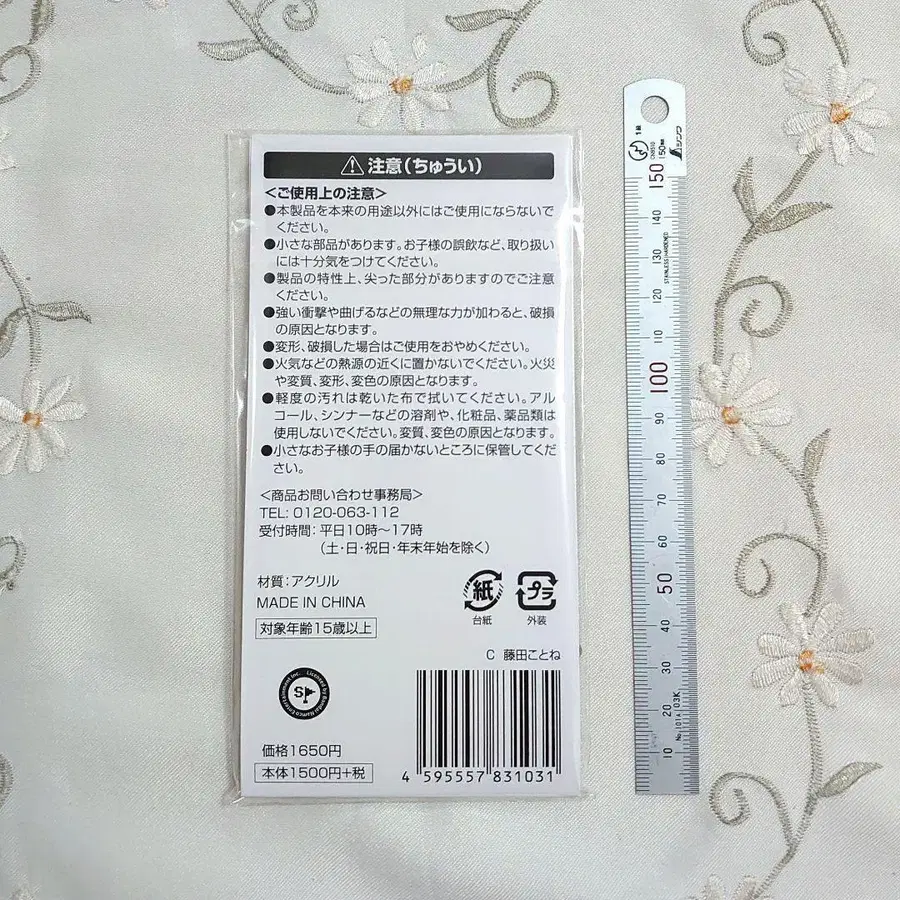 ⚠注意(ちゅうい)
<ご使用上の注意>
●本製品を本来の用途以外にはご使用にならないで
ください。
●小さな部品があります。お子様の誤飲など、取り扱い
には十分気をつけてください。
●製品の特性上、尖った部分がありますのでご注意
ください。
●強い衝撃や曲げるなどの無理な力が加わると、破損
の原因となります。
●変形、破損した場合はご使用をおやめください。
●火気などの熱源の近くに置かないでください。火災
や変質、変形、変色の原因となります。
●軽度の汚れは乾いた布で拭いてください。アル
コール、シンナーなどの溶剤や、化粧品、薬品類は
使用しないでください。変質、変色の原因となります。
●小さなお子様の手の届かないところに保管してくだ
さい。
<商品お問い合わせ事務局>
TEL: 0120-063-112
受付時間：平日10時～17時
(土・日・祝日・年末年始を除く)
材質：アクリル
MADE IN CHINA
対象年齢15歳以上
紙
台紙
プラ
外装
C 藤田ことね
Licensed by Bandai Namco Entertainment Inc.
SP
価格1650円
本体1500円+税
4 595557 831031
シンワ
1級
150
140
130
120
110
100
90
80
70
60
50
40
30
20
10
STAINLESS HARDENED